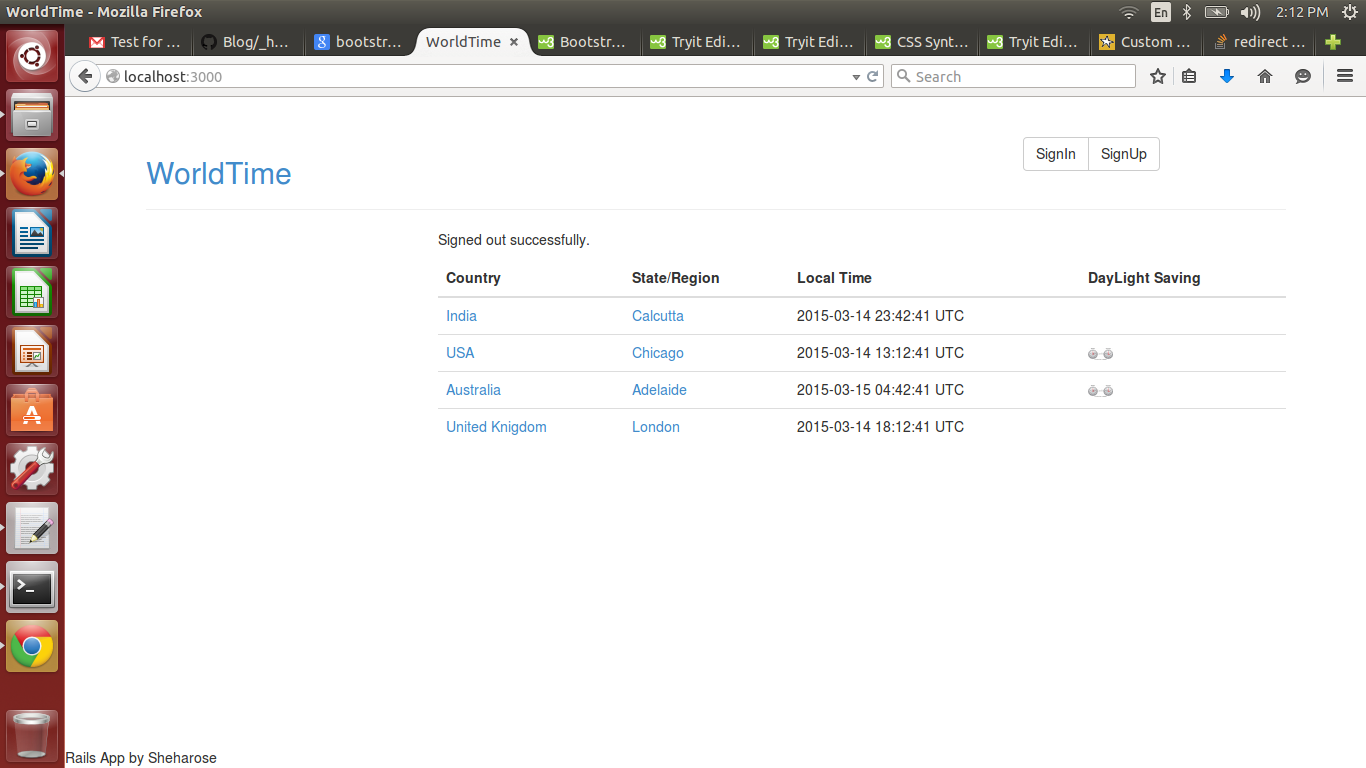 WorldTime - Mozilla Firefox
En
2:12 PM
Test for ...
Blog/_h...
bootstr...
WorldTime
Bootstr...
Tryit Edi...
Tryit Edi...
CSS Synt...
Tryit Edi...
Custom ...
redirect ...
localhost:3000
Search
WorldTime
SignIn
SignUp
Signed out successfully.
Country State/Region Local Time DayLight Saving
India Calcutta 2015-03-14 23:42:41 UTC
USA Chicago 2015-03-14 13:12:41 UTC
Australia Adelaide 2015-03-15 04:42:41 UTC
United Knigdom London 2015-03-14 18:12:41 UTC
Rails App by Sheharose